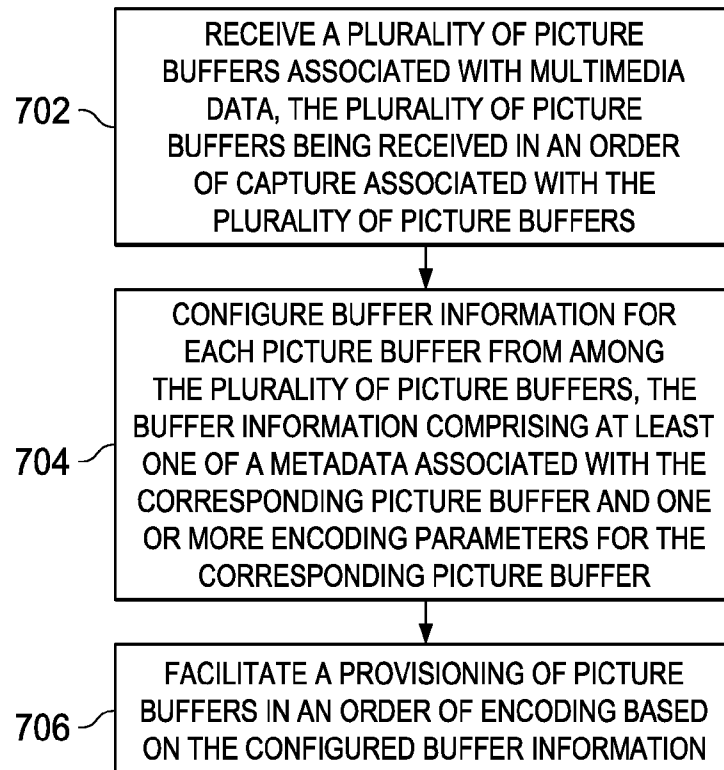 RECEIVE A PLURALITY OF PICTURE
BUFFERS ASSOCIATED WITH MULTIMEDIA
DATA, THE PLURALITY OF PICTURE
BUFFERS BEING RECEIVED IN AN ORDER
OF CAPTURE ASSOCIATED WITH THE
PLURALITY OF PICTURE BUFFERS
702
CONFIGURE BUFFER INFORMATION FOR
EACH PICTURE BUFFER FROM AMONG
THE PLURALITY OF PICTURE BUFFERS, THE
BUFFER INFORMATION COMPRISING AT LEAST
ONE OF A METADATA ASSOCIATED WITH THE
CORRESPONDING PICTURE BUFFER AND ONE
OR MORE ENCODING PARAMETERS FOR THE
CORRESPONDING PICTURE BUFFER
704
FACILITATE A PROVISIONING OF PICTURE
BUFFERS IN AN ORDER OF ENCODING BASED
ON THE CONFIGURED BUFFER INFORMATION
706